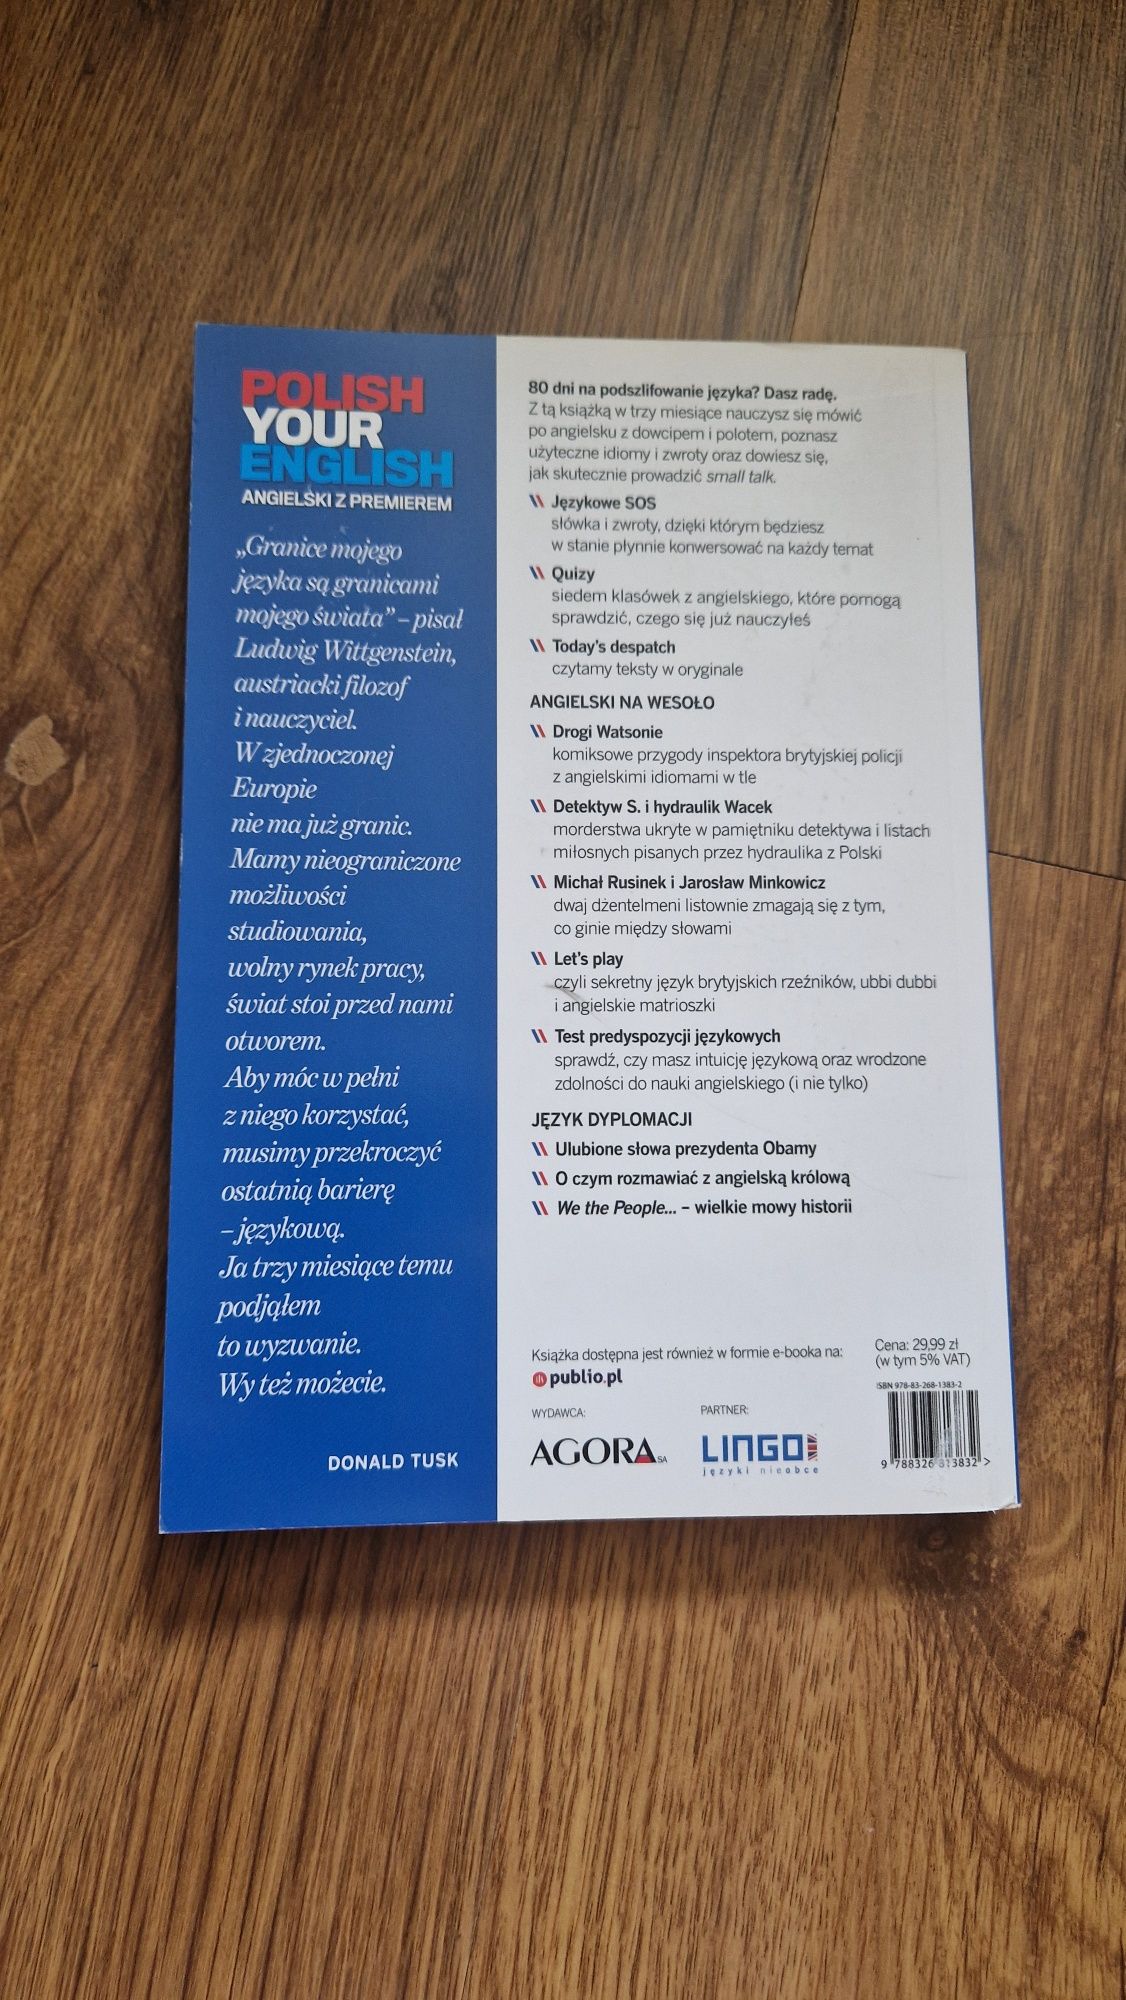 POLISH
YOUR
ENGLISH
ANGIELSKI Z PREMIEREM
„Granice mojego
języka są granicami
mojego świata” – pisał
Ludwig Wittgenstein,
austriacki filozof
i nauczyciel.
W zjednoczonej
Europie
nie ma już granic.
Mamy nieograniczone
możliwości
studiowania,
wolny rynek pracy,
świat stoi przed nami
otworem.
Aby móc w pełni
z niego korzystać,
musimy przekroczyć
ostatnią barierę
– językową.
Ja trzy miesiące temu
podjąłem
to wyzwanie.
Wy też możecie.
DONALD TUSK
80 dni na podszlifowanie języka? Dasz radę.
Z tą książką w trzy miesiące nauczysz się mówić
po angielsku z dowcipem i polotem, poznasz
użyteczne idiomy i zwroty oraz dowiesz się,
jak skutecznie prowadzić small talk.
Językowe SOS
słówka i zwroty, dzięki którym będziesz
w stanie płynnie konwersować na każdy temat
Quizy
siedem klasówek z angielskiego, które pomogą
sprawdzić, czego się już nauczyłeś
Today's despatch
czytamy teksty w oryginale
ANGIELSKI NA WESOŁO
Drogi Watsonie
komiksowe przygody inspektora brytyjskiej policji
z angielskimi idiomami w tle
Detektyw S. i hydraulik Wacek
morderstwa ukryte w pamiętniku detektywa i listach
miłosnych pisanych przez hydraulika z Polski
Michał Rusinek i Jarosław Minkowicz
dwaj dżentelmeni listownie zmagają się z tym,
co ginie między słowami
Let's play
czyli sekretny język brytyjskich rzeźników, ubbi dubbi
i angielskie matrioszki
Test predyspozycji językowych
sprawdź, czy masz intuicję językową oraz wrodzone
zdolności do nauki angielskiego (i nie tylko)
JĘZYK DYPLOMACJI
Ulubione słowa prezydenta Obamy
O czym rozmawiać z angielską królową
We the People... – wielkie mowy historii
Książka dostępna jest również w formie e-booka na:
publio.pl
WYDAWCA:
AGORA SA
PARTNER:
LINGO
języki nieobce
Cena: 29,99 zł
(w tym 5% VAT)
ISBN 978-83-268-1383-2
9 788326 813832 >